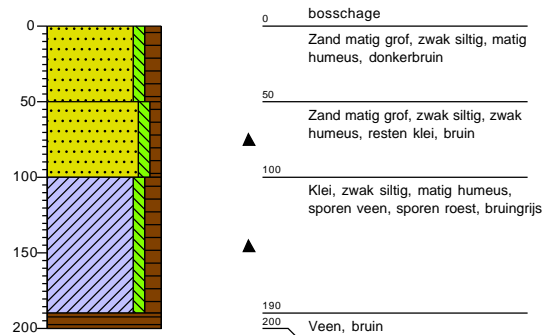 0
50
100
150
200
0
bosschage
Zand matig grof, zwak siltig, matig
humeus, donkerbruin
50
Zand matig grof, zwak siltig, zwak
humeus, resten klei, bruin
100
Klei, zwak siltig, matig humeus,
sporen veen, sporen roest, bruingrijs
190
200
Veen, bruin